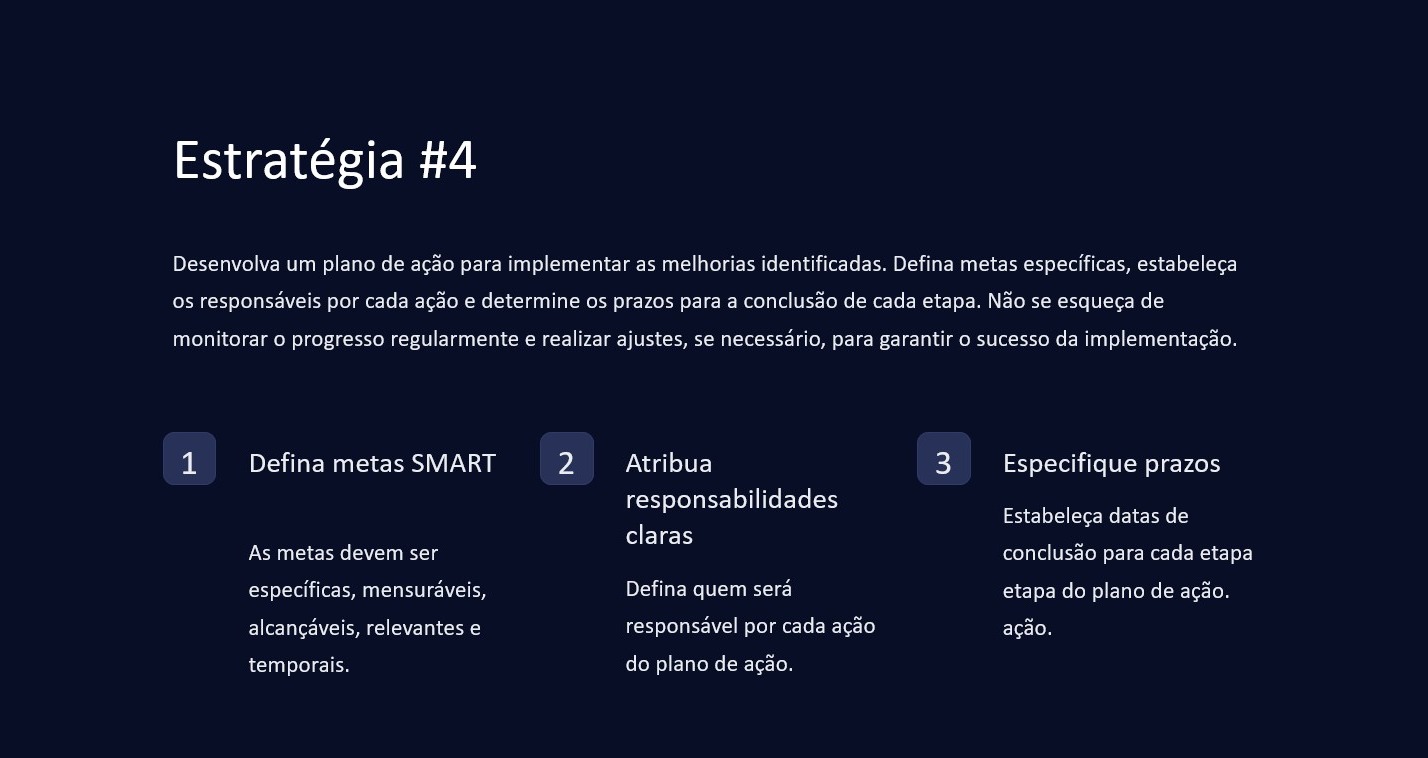 Estratégia #4
Desenvolva um plano de ação para implementar as melhorias identificadas. Defina metas específicas, estabeleça
os responsáveis por cada ação e determine os prazos para a conclusão de cada etapa. Não se esqueça de
monitorar o progresso regularmente e realizar ajustes, se necessário, para garantir o sucesso da implementação.
1
Defina metas SMART
As metas devem ser
específicas, mensuráveis,
alcançáveis, relevantes e
temporais.
2
Atribua
responsabilidades
claras
Defina quem será
responsável por cada ação
do plano de ação.
3
Especifique prazos
Estabeleça datas de
conclusão para cada etapa
etapa do plano de ação.
ação.